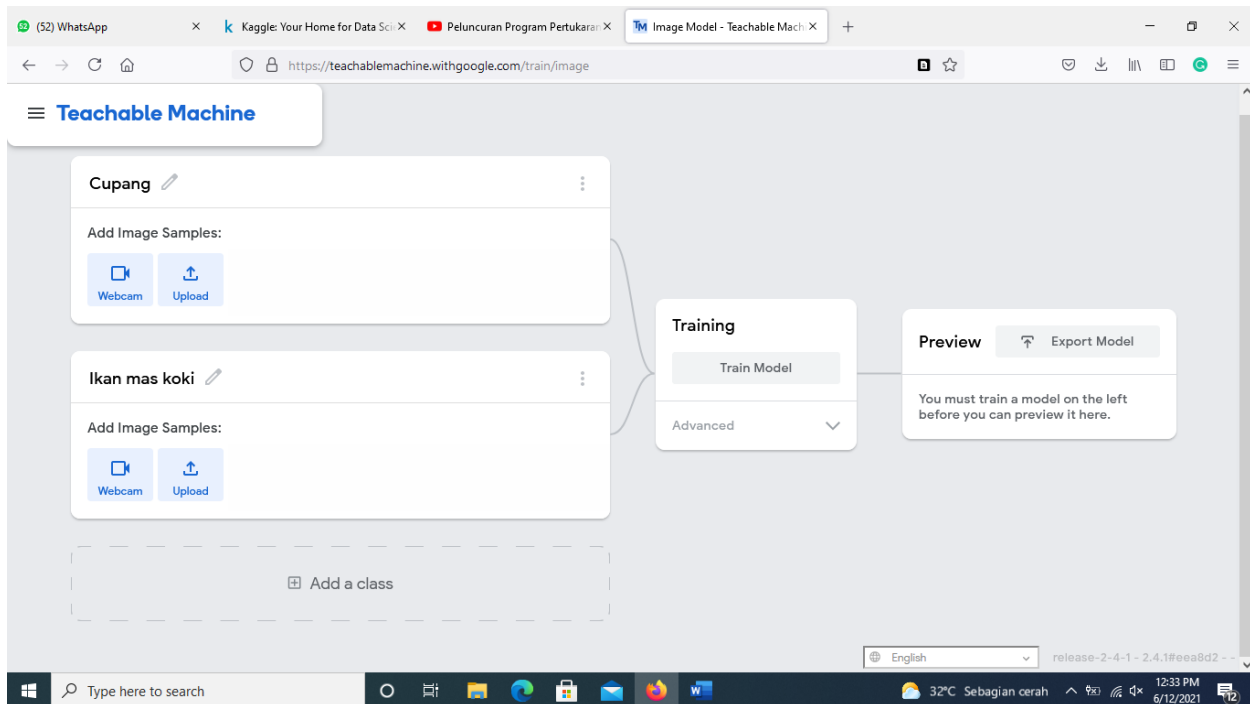 (52) WhatsApp
Kaggle: Your Home for Data Scie
Peluncuran Program Pertukaran
Image Model - Teachable Machi
https://teachablemachine.withgoogle.com/train/image
Teachable Machine
Cupang
Add Image Samples:
Webcam
Upload
Ikan mas koki
Add Image Samples:
Webcam
Upload
Add a class
Training
Train Model
Advanced
Preview
Export Model
You must train a model on the left
before you can preview it here.
English
release-2-4-1 - 2.4.1#eea8d2 - -
Type here to search
32°C Sebagian cerah
12:33 PM
6/12/2021
12